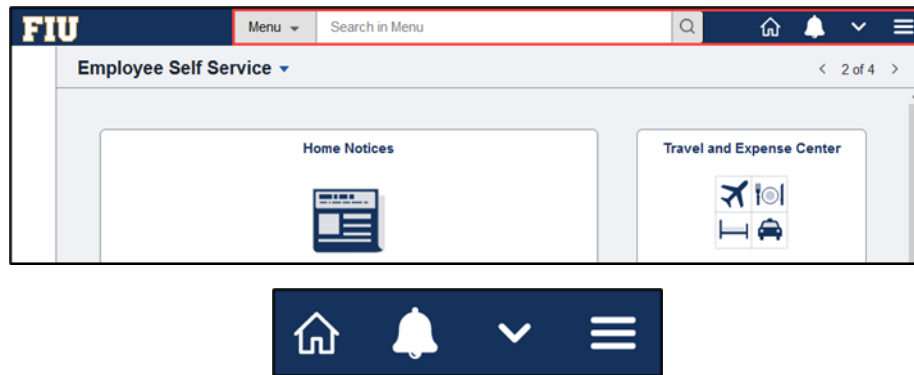 FIU Menu Search in Menu
Employee Self Service 2 of 4
Home Notices Travel and Expense Center